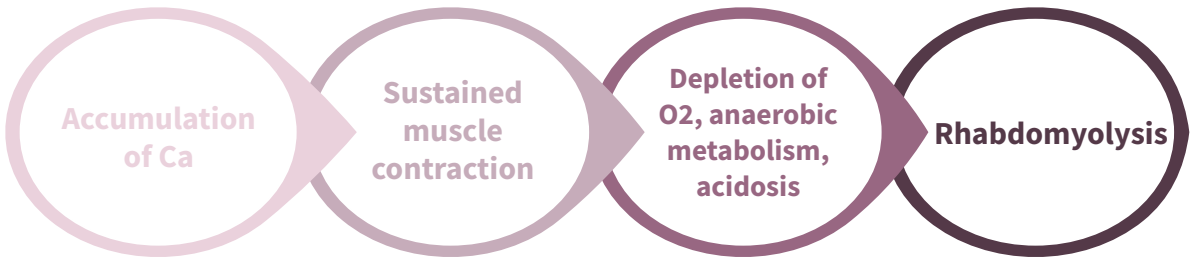 Accumulation
of Ca
Sustained
muscle
contraction
Depletion of
O2, anaerobic
metabolism,
acidosis
Rhabdomyolysis